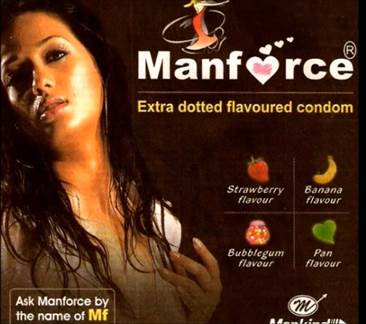 Manforce®
Extra dotted flavoured condom
Strawberry
flavour
Banana
flavour
Bubblegum
flavour
Pan
flavour
Ask Manforce by
the name of Mf
M
Mankind